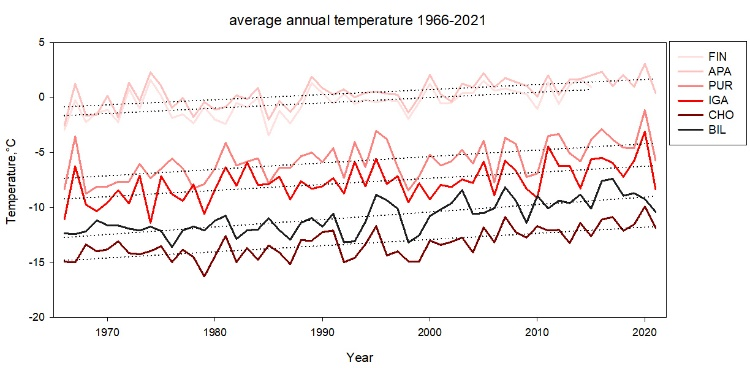 average annual temperature 1966-2021
5
0
-5
-10
-15
-20
Temperature,°C
1970
1980
1990
2000
2010
2020
Year
FIN
APA
PUR
IGA
CHO
BIL